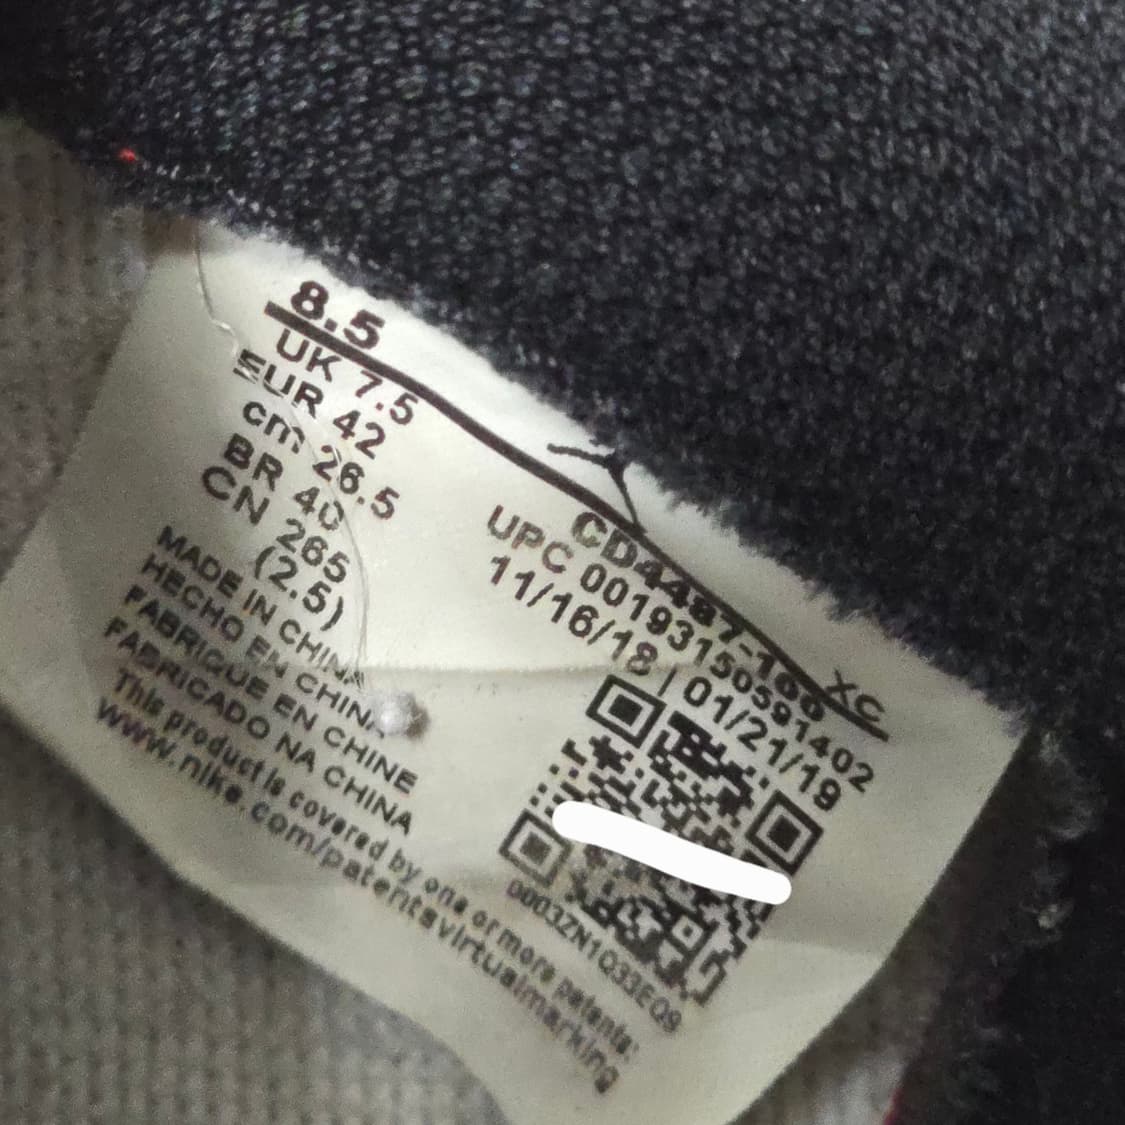 8.5
UK 7.5
EUR 42
cm 26.5
BR 40
CN 265
(2.5)
MADE IN CHINA
HECHO EN CHINA
FABRIQUE EN CHINE
FABRICADO NA CHINA
This product is covered by one or more patents:
www.nike.com/patentsvirtualmarking
XC
CD4487-100
UPC 00193150591402
11/16/18 / 01/21/19
0003ZN1Q33EQ9